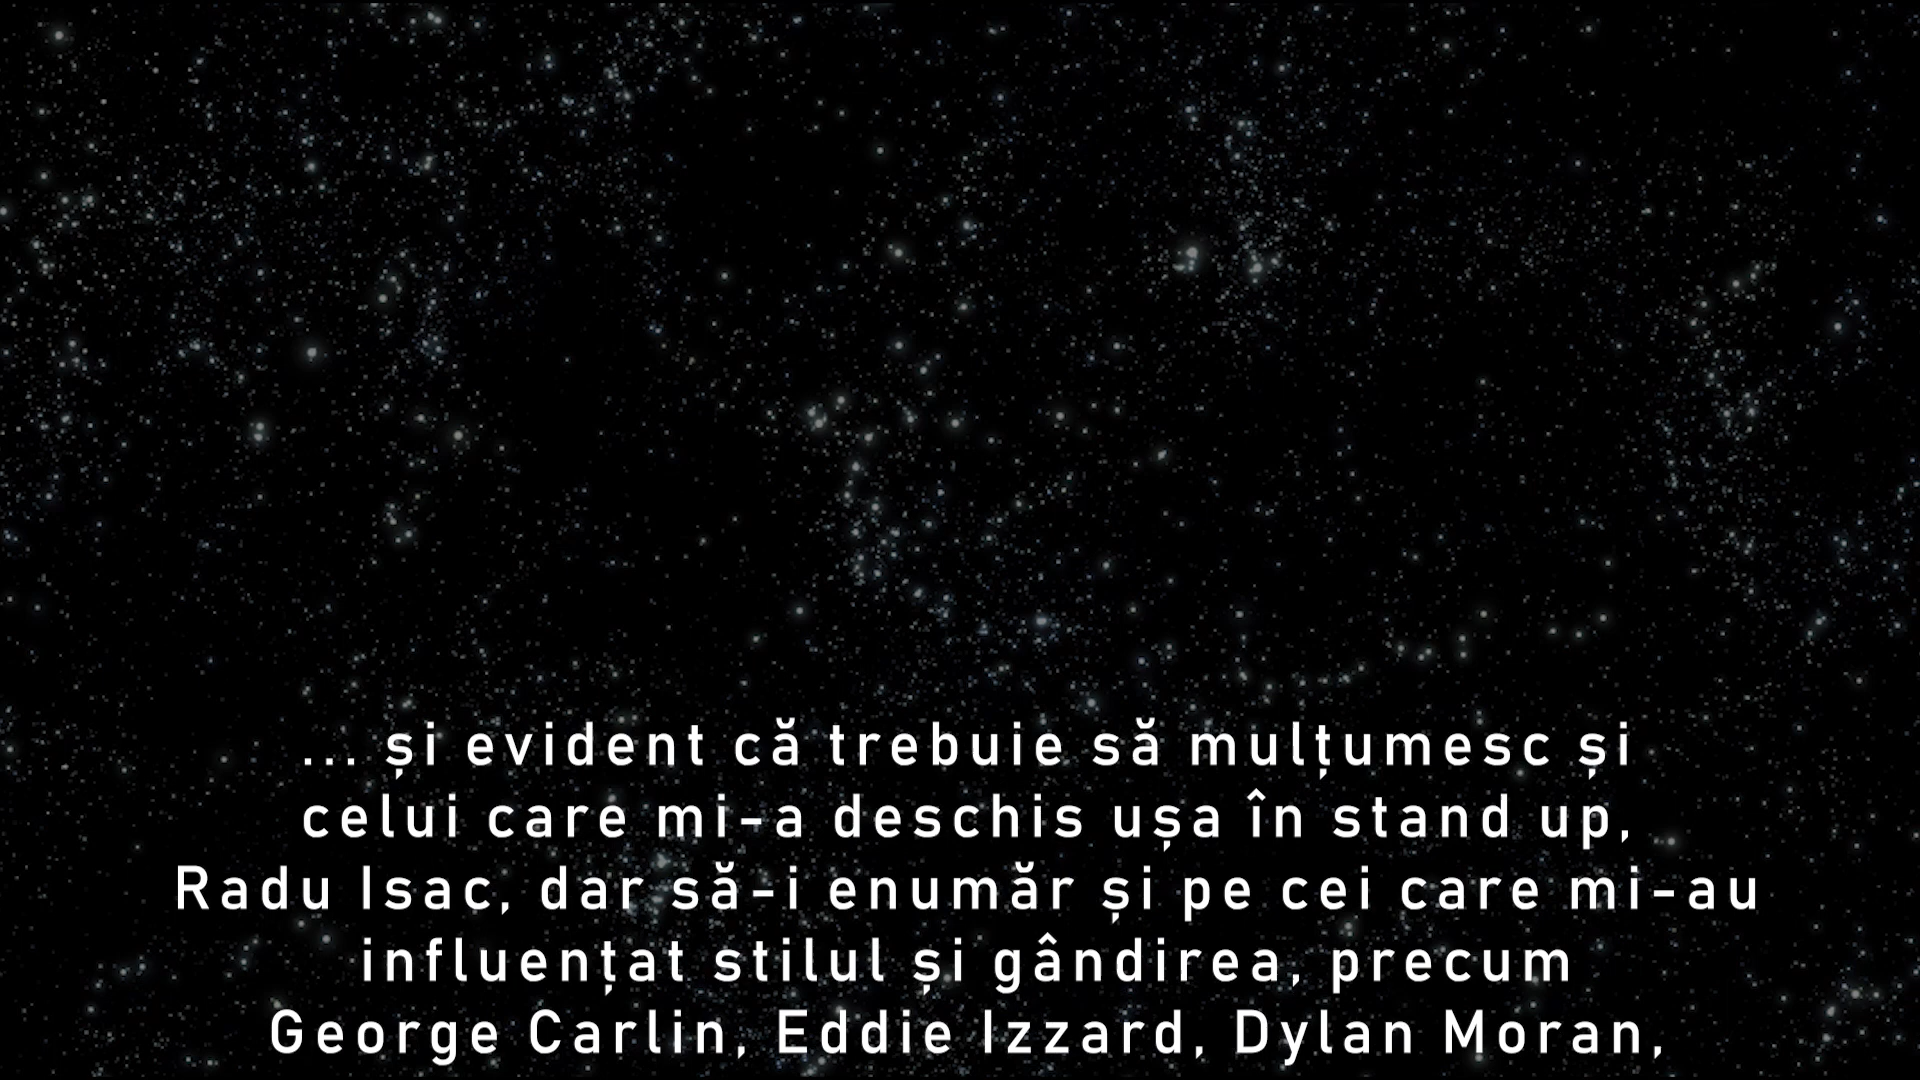 ... și evident că trebuie să mulțumesc și
celui care mi-a deschis ușa în stand up,
Radu Isac, dar să-i enumăr și pe cei care mi-au
influențat stilul și gândirea, precum
George Carlin, Eddie Izzard, Dylan Moran,